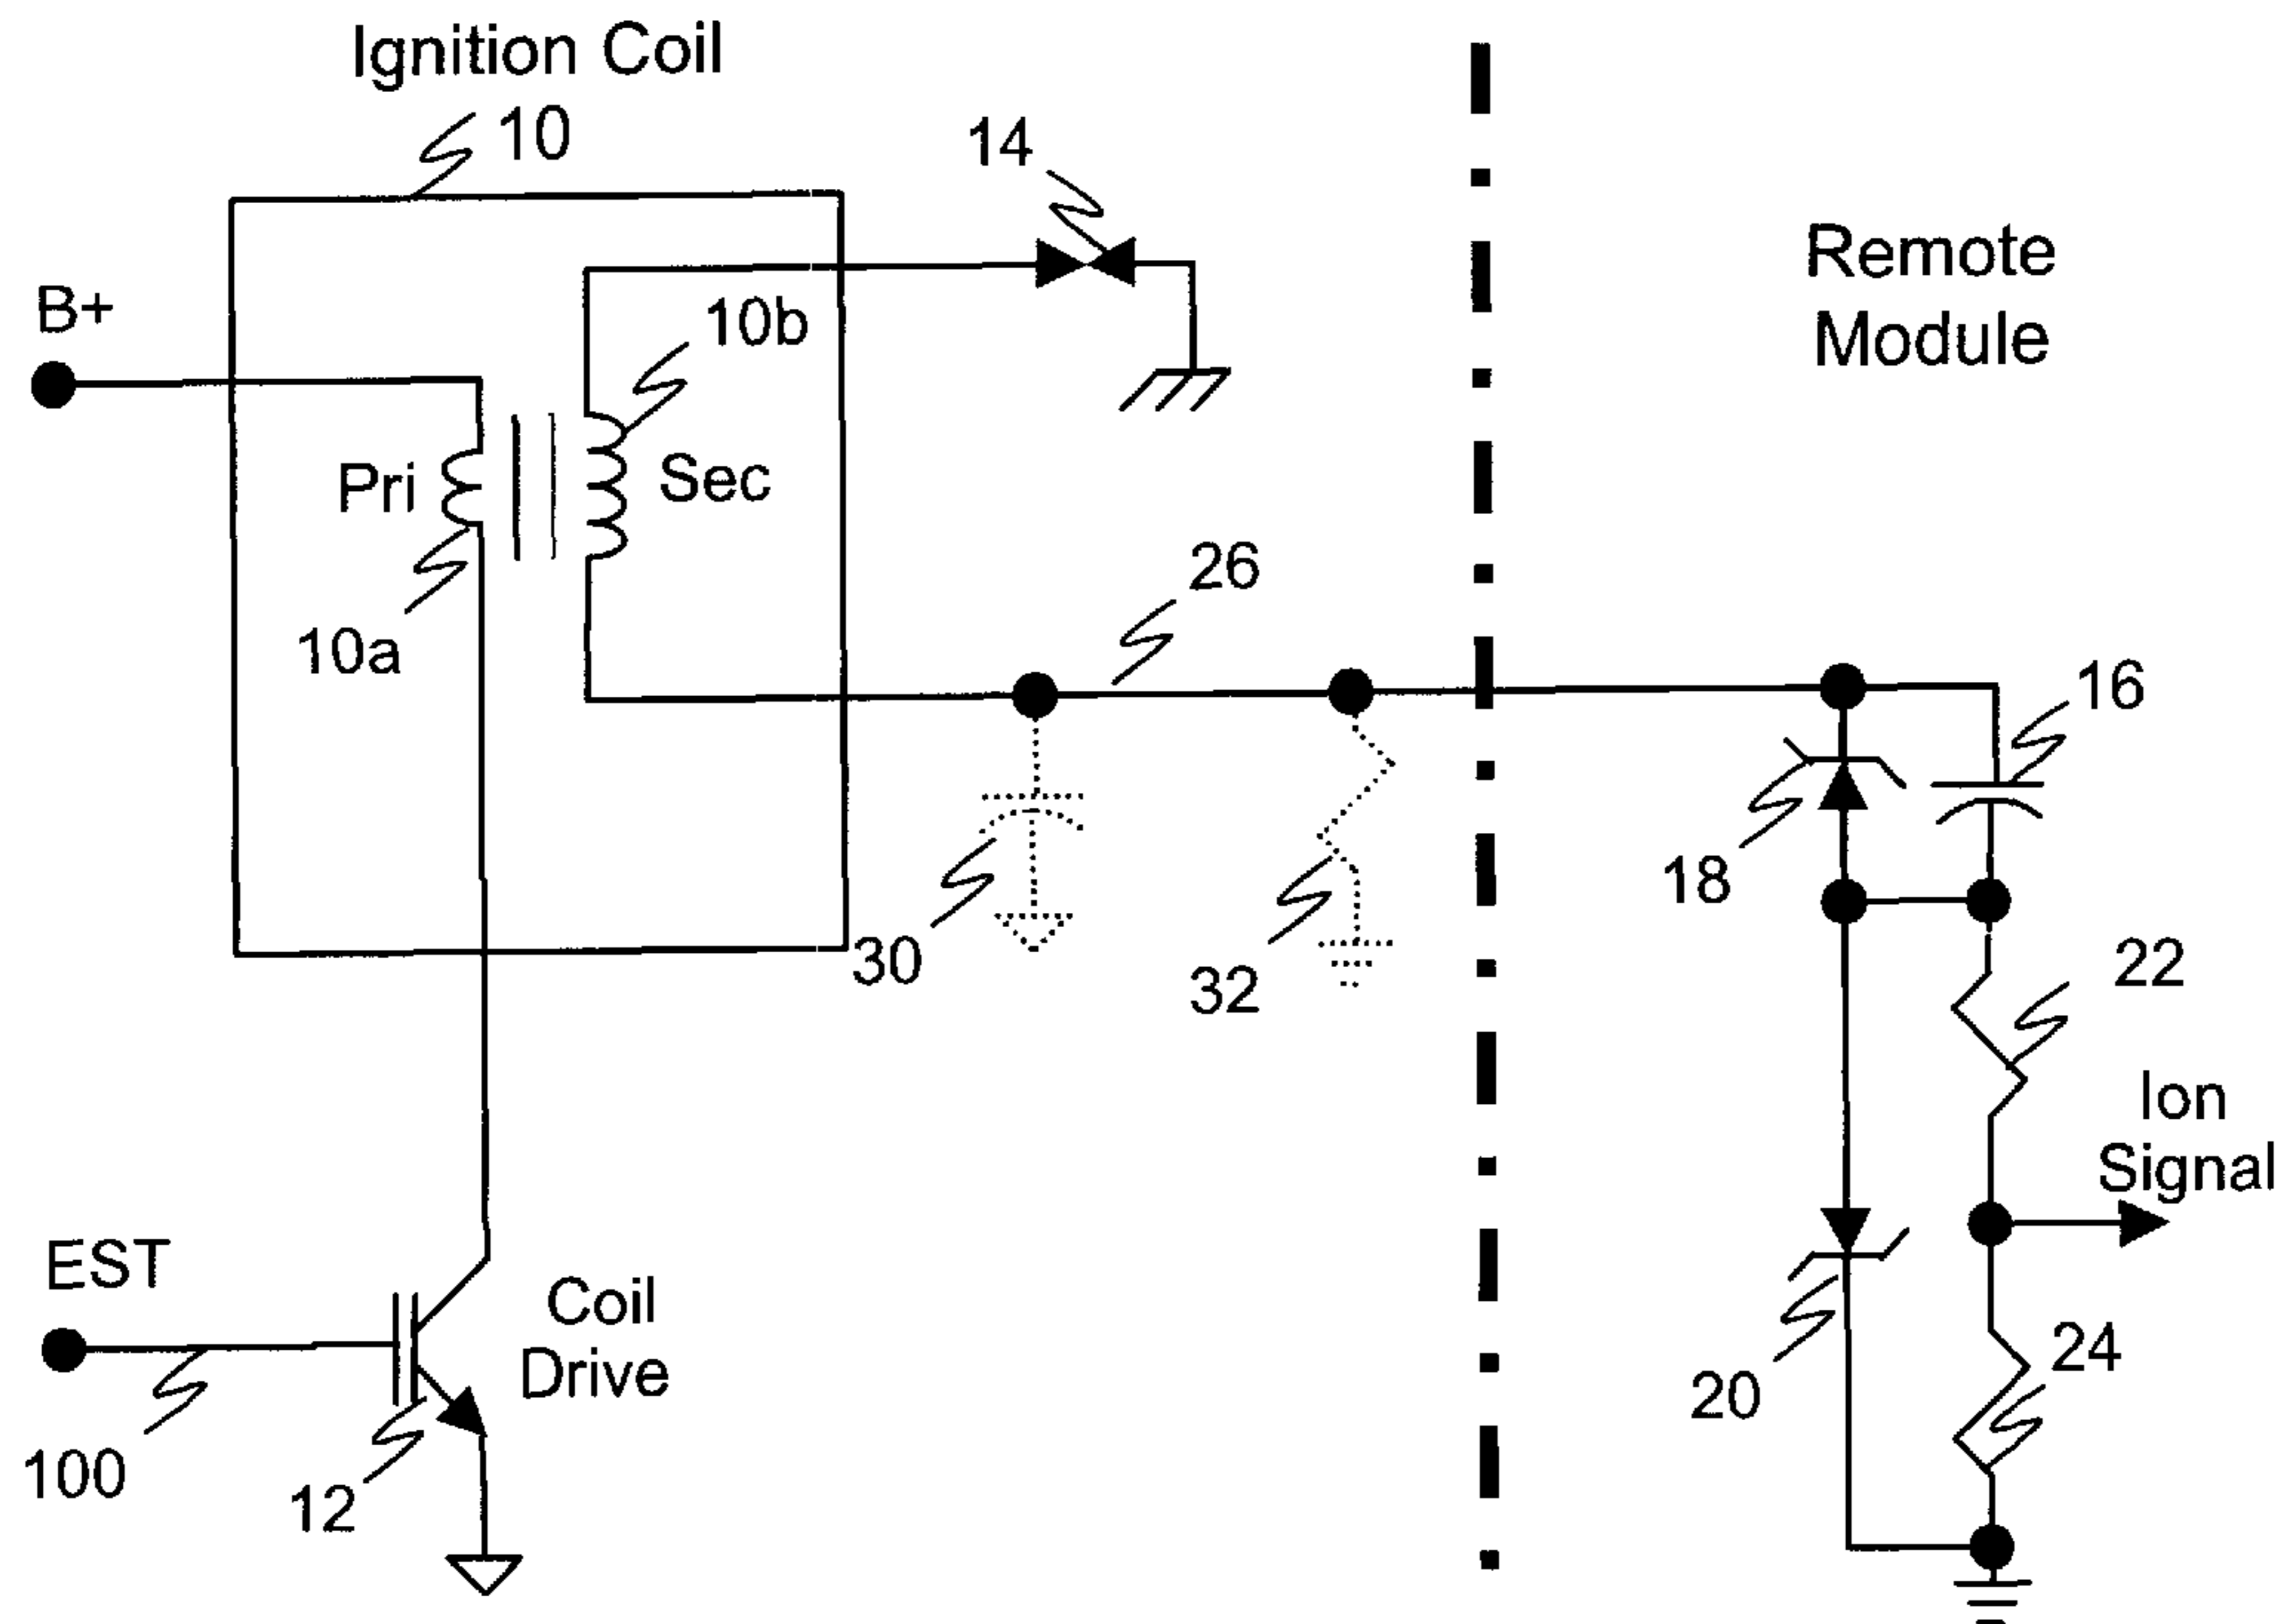 Ignition Coil
10
14
Remote
Module
B+
10b
Pri
Sec
10a
26
16
18
22
30
32
Ion
Signal
EST
Coil
Drive
20
24
100
12